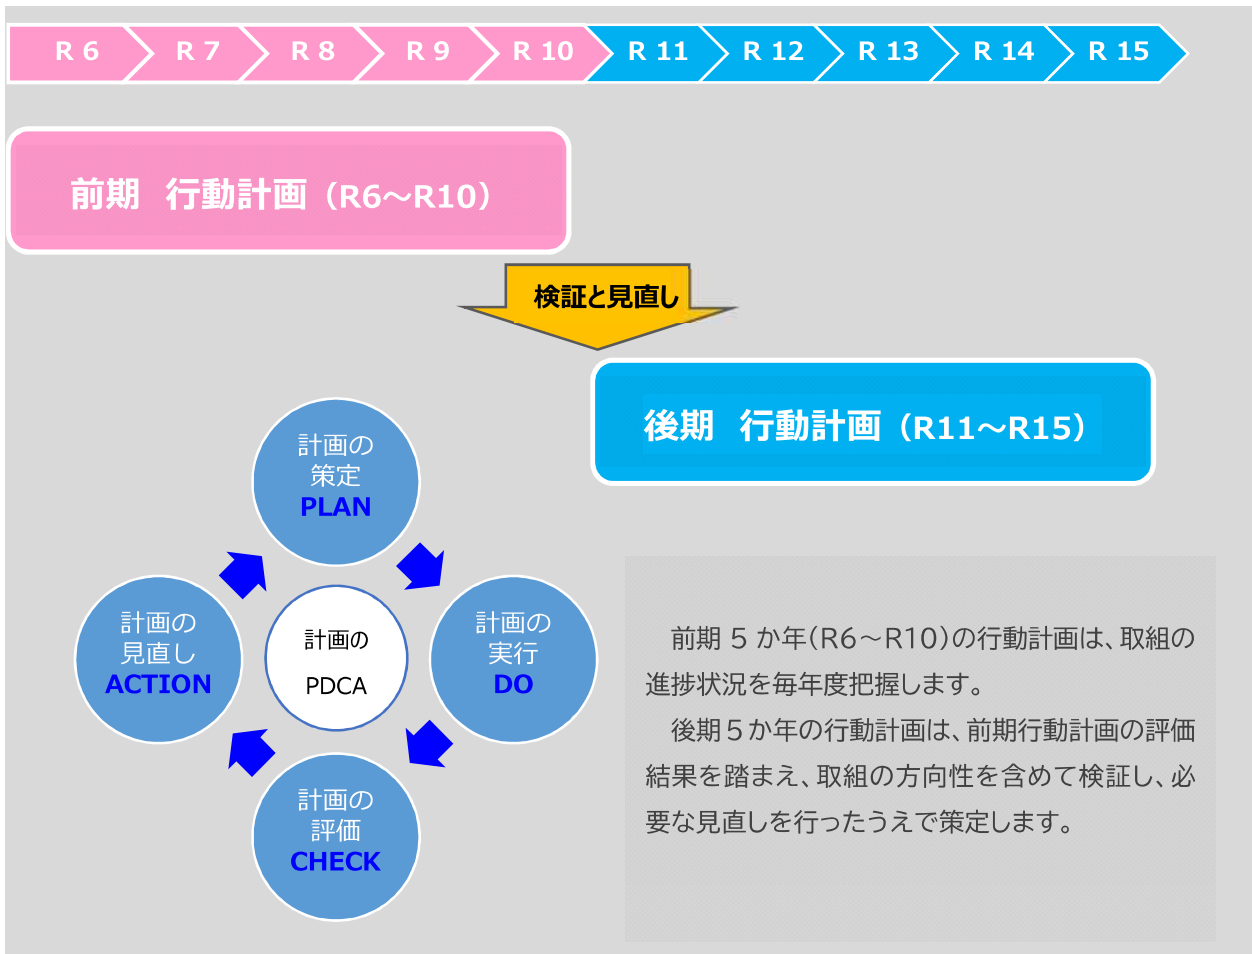 R 6 R 7 R 8 R 9 R 10 R 11 R 12 R 13 R 14 R 15
前期　行動計画（R6～R10）
検証と見直し
後期　行動計画（R11～R15）
計画の
策定
PLAN
計画の
実行
DO
計画の
評価
CHECK
計画の
見直し
ACTION
計画の
PDCA
前期 5 か年（R6～R10）の行動計画は、取組の
進捗状況を毎年度把握します。
後期５か年の行動計画は、前期行動計画の評価
結果を踏まえ、取組の方向性を含めて検証し、必
要な見直しを行ったうえで策定します。